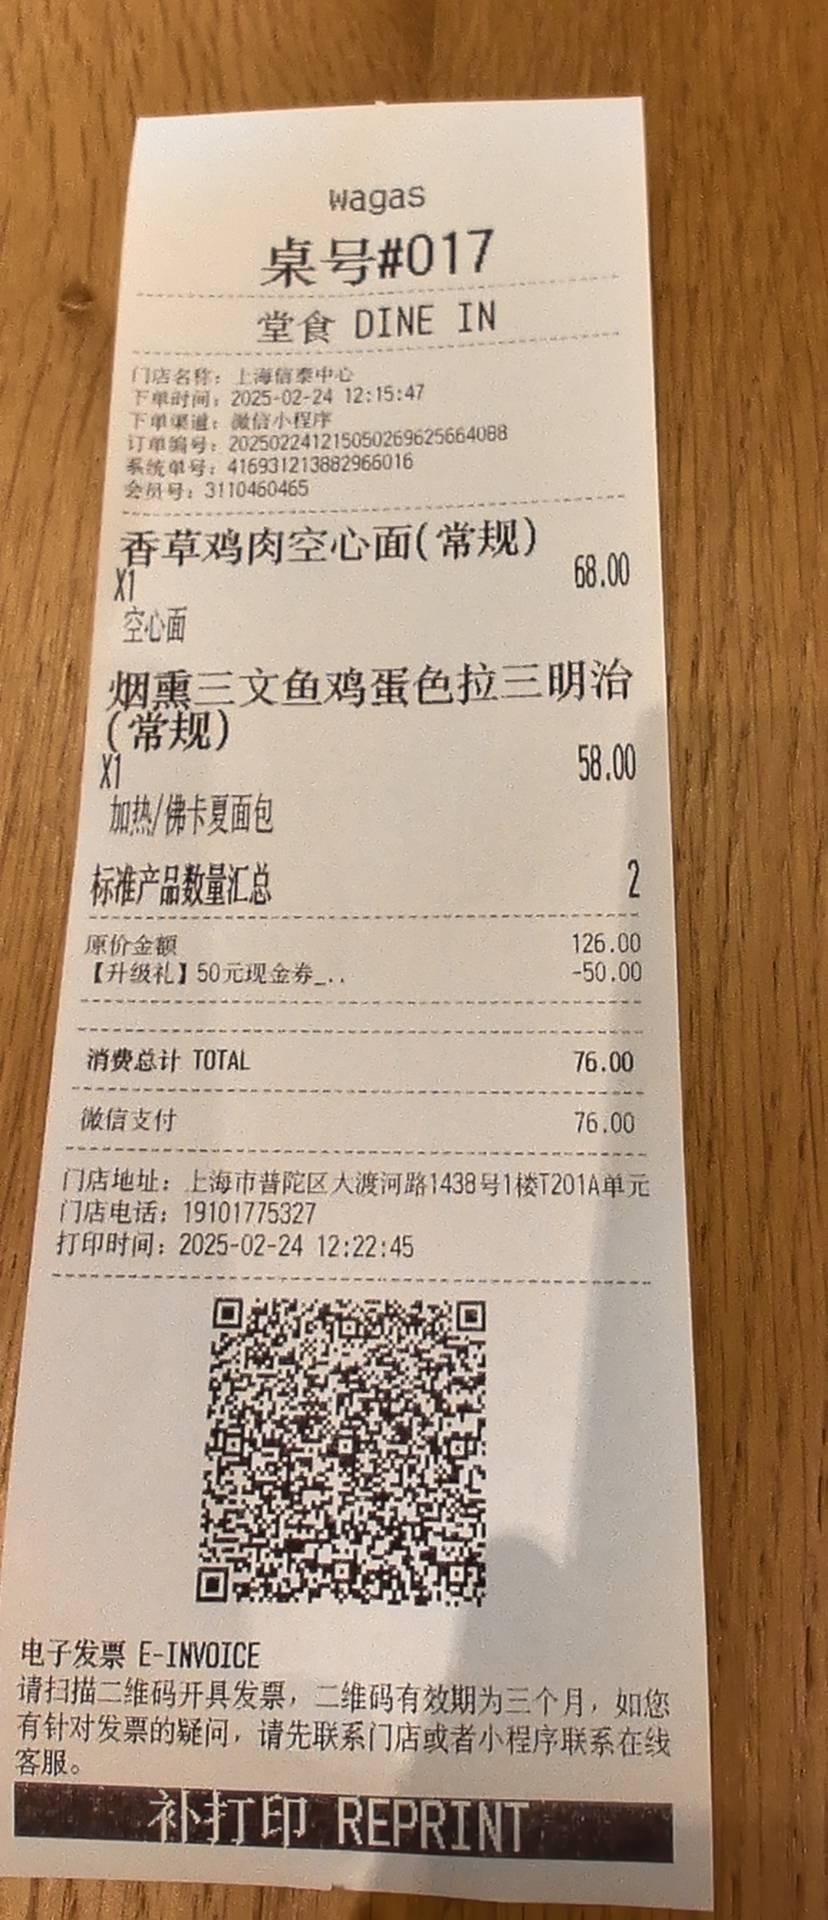 wagas
桌号#017
堂食 DINE IN
门店名称：上海信泰中心
下单时间：2025-02-24 12:15:47
下单渠道：微信小程序
订单编号：2025022412150502696256640​88
系统单号：416931213882966016
会员号：3110460465
香草鸡肉空心面(常规)
X1 68.00
空心面
烟熏三文鱼鸡蛋色拉三明治
(常规)
X1 58.00
加热/佛卡夏面包
标准产品数量汇总 2
原价金额 126.00
【升级礼】50元现金券_.. -50.00
消费总计 TOTAL 76.00
微信支付 76.00
门店地址：上海市普陀区大渡河路1438号1楼T201A单元
门店电话：19101775327
打印时间：2025-02-24 12:22:45
电子发票 E-INVOICE
请扫描二维码开具发票，二维码有效期为三个月，如您
有针对发票的疑问，请先联系门店或者小程序联系在线
客服。
补打印 REPRINT